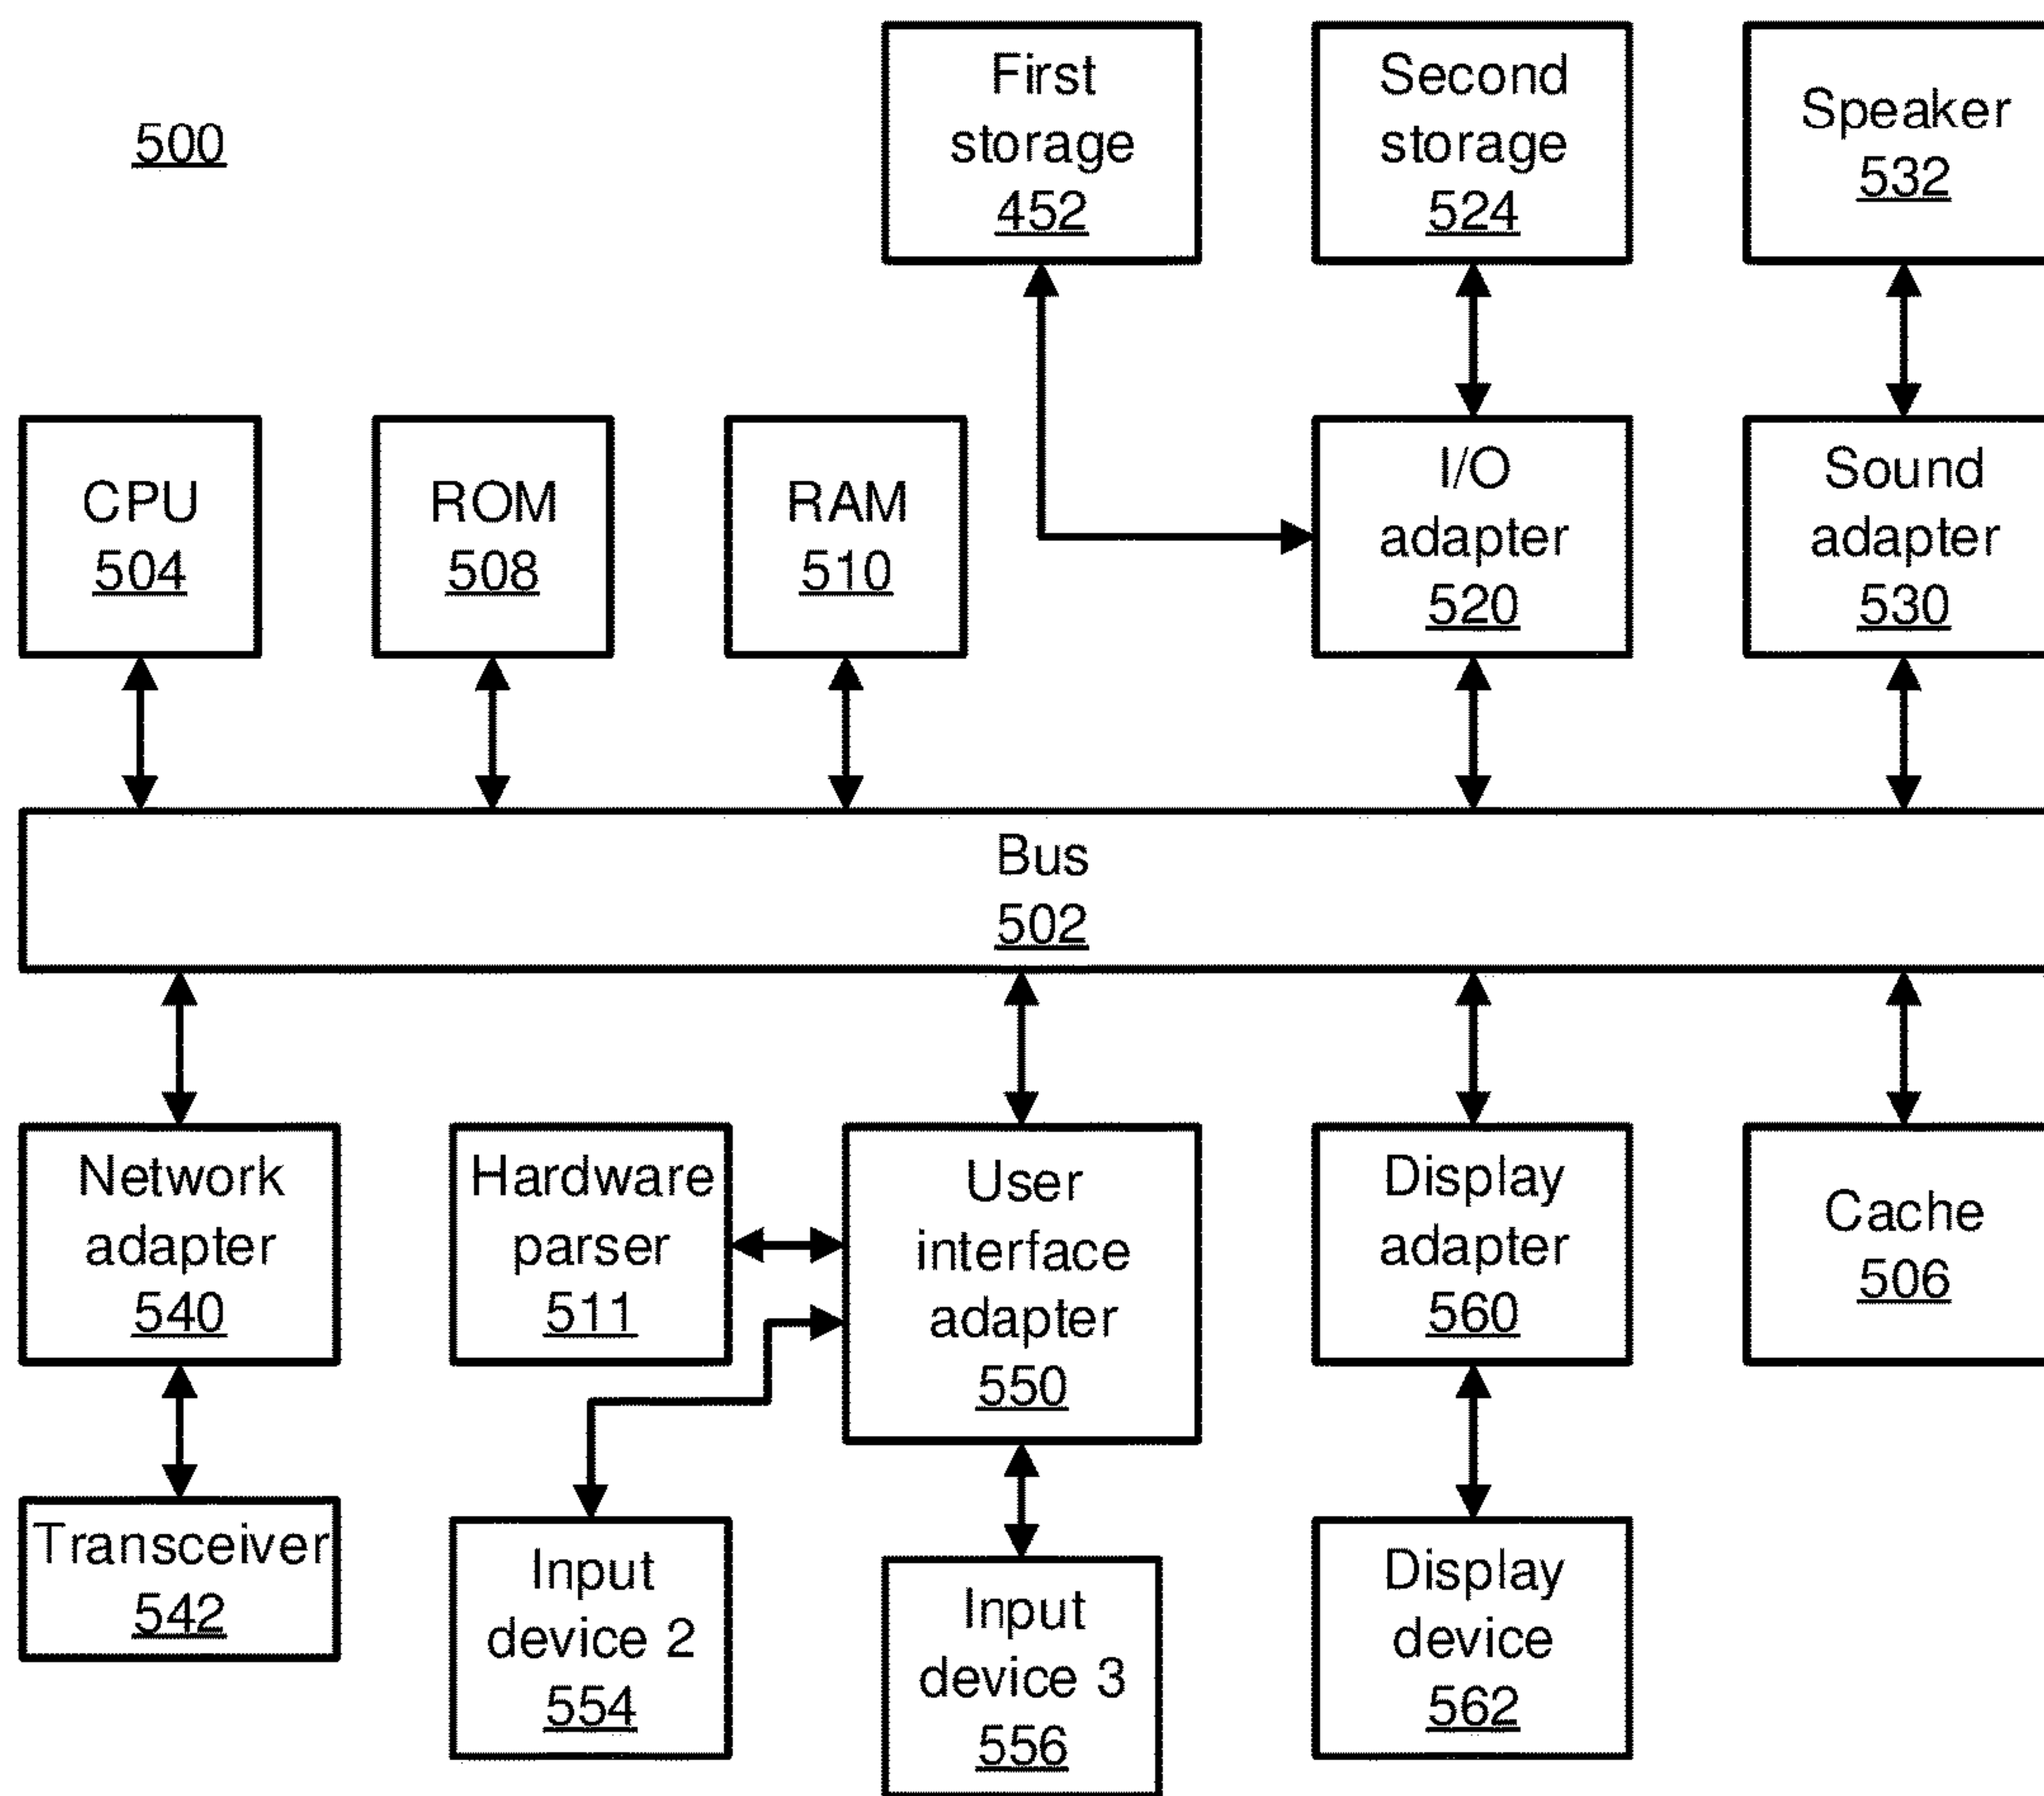 500
First
storage
452
Second
storage
524
Speaker
532
CPU
504
ROM
508
RAM
510
I/O
adapter
520
Sound
adapter
530
Bus
502
Network
adapter
540
Hardware
parser
511
User
interface
adapter
550
Display
adapter
560
Cache
506
Transceiver
542
Input
device 2
554
Input
device 3
556
Display
device
562